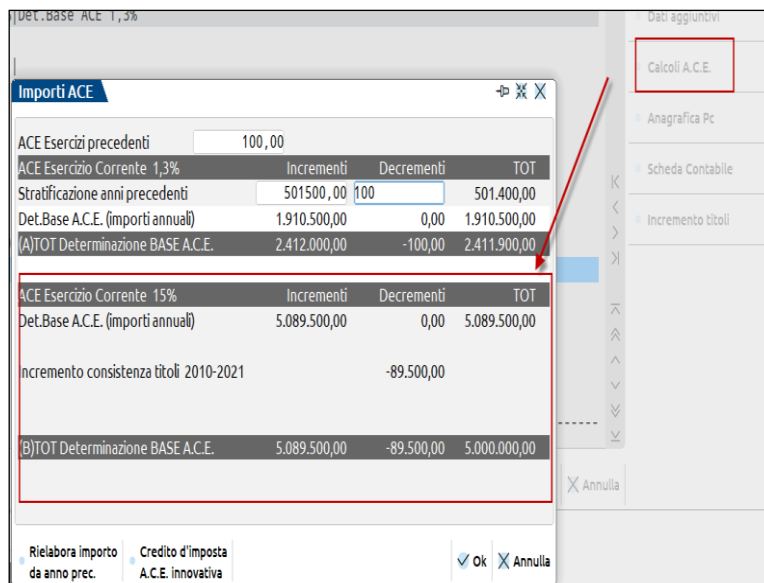 Det.Base ACE 1,3%
Dati aggiuntivi
Calcoli A.C.E.
Anagrafica Pc
Scheda Contabile
Incremento titoli
Importi ACE
ACE Esercizi precedenti 100,00
ACE Esercizio Corrente 1,3% Incrementi Decrementi TOT
Stratificazione anni precedenti 501500,00 100 501.400,00
Det.Base A.C.E. (importi annuali) 1.910.500,00 0,00 1.910.500,00
(A)TOT Determinazione BASE A.C.E. 2.412.000,00 -100,00 2.411.900,00
ACE Esercizio Corrente 15% Incrementi Decrementi TOT
Det.Base A.C.E. (importi annuali) 5.089.500,00 0,00 5.089.500,00
Incremento consistenza titoli 2010-2021 -89.500,00
(B)TOT Determinazione BASE A.C.E. 5.089.500,00 -89.500,00 5.000.000,00
Annulla
Rielabora importo da anno prec.
Credito d'imposta A.C.E. innovativa
Ok
Annulla